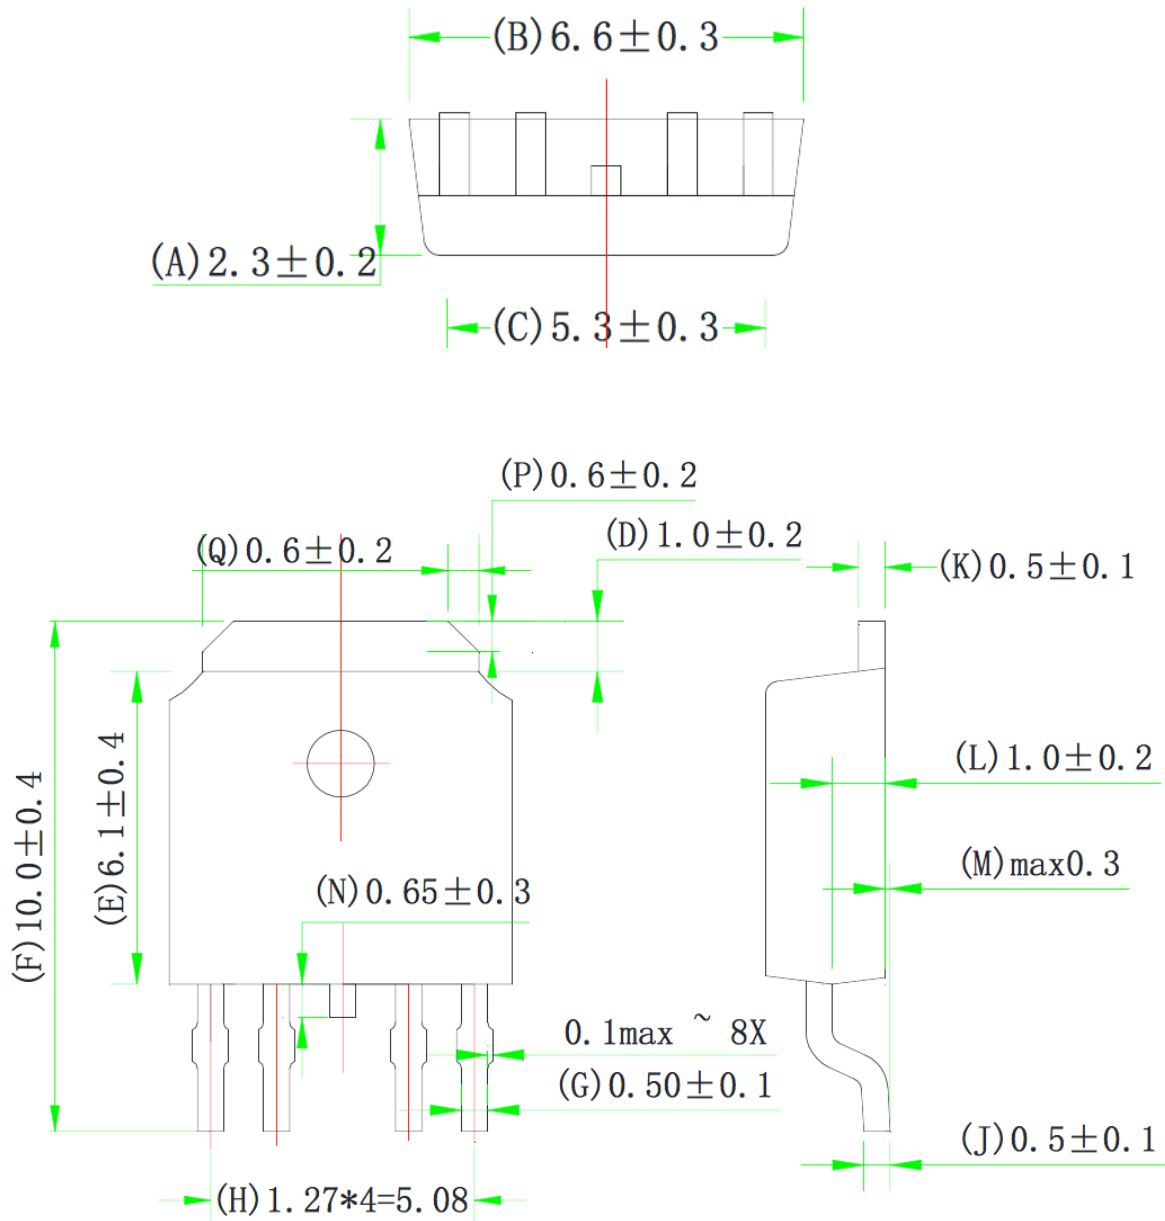 (B)6.6±0.3
(A)2.3±0.2
(C)5.3±0.3
(P)0.6±0.2
(Q)0.6±0.2
(D)1.0±0.2
(K)0.5±0.1
(L)1.0±0.2
(E)6.1±0.4
(F)10.0±0.4
(N)0.65±0.3
(M)max0.3
0.1max ~ 8X
(G)0.50±0.1
(J)0.5±0.1
(H)1.27*4=5.08